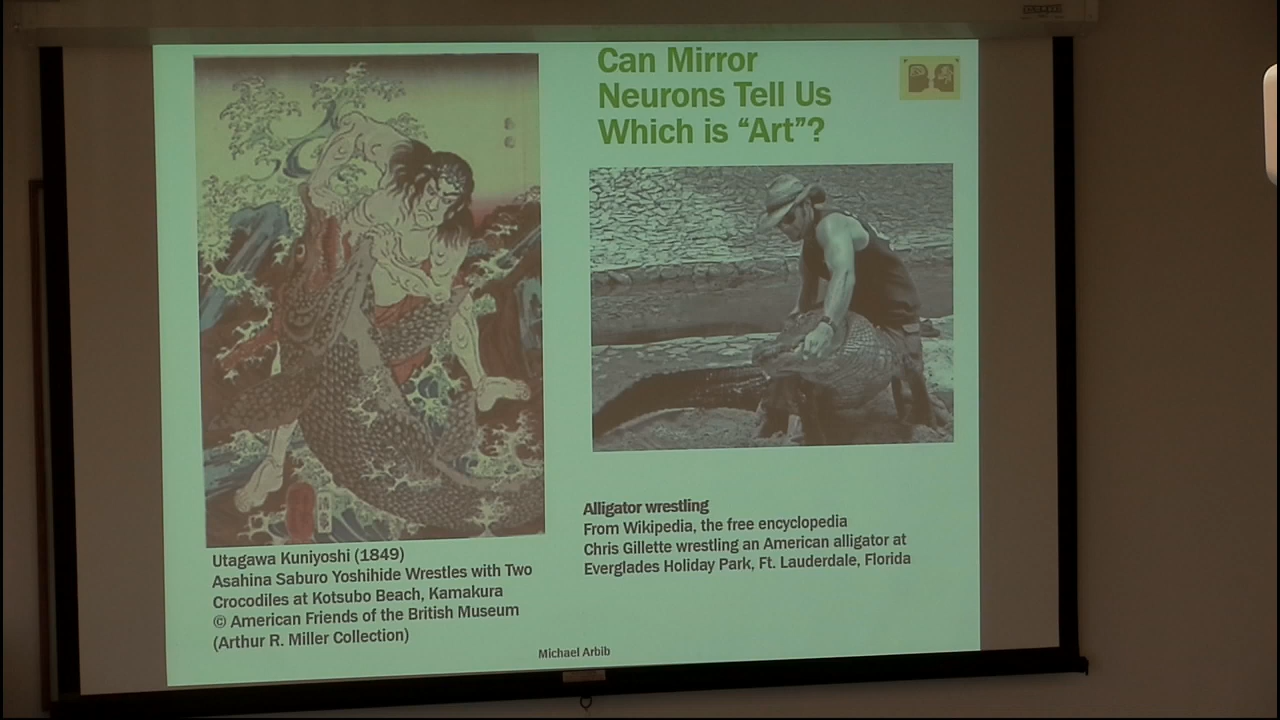 Can Mirror
Neurons Tell Us
Which is “Art”?
Utagawa Kuniyoshi (1849)
Asahina Saburo Yoshihide Wrestles with Two
Crocodiles at Kotsubo Beach, Kamakura
© American Friends of the British Museum
(Arthur R. Miller Collection)
Alligator wrestling
From Wikipedia, the free encyclopedia
Chris Gillette wrestling an American alligator at
Everglades Holiday Park, Ft. Lauderdale, Florida
Michael Arbib